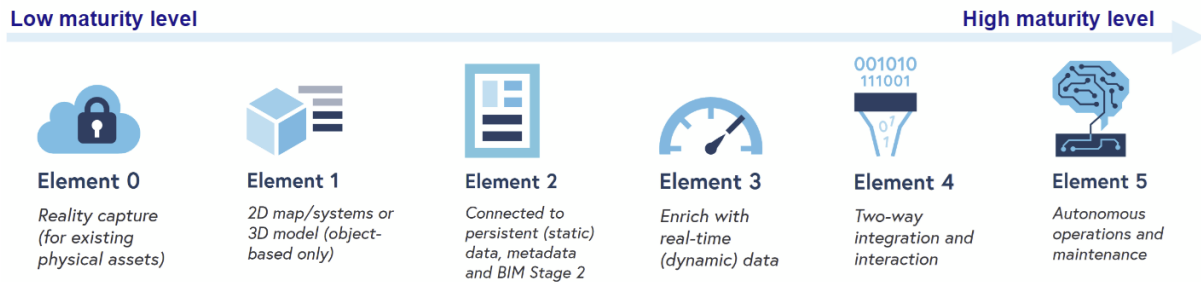 Low maturity level
High maturity level
001010
111001
01
1
Element 0
Reality capture
(for existing
physical assets)
Element 1
2D map/systems or
3D model (object-
based only)
Element 2
Connected to
persistent (static)
data, metadata
and BIM Stage 2
Element 3
Enrich with
real-time
(dynamic) data
Element 4
Two-way
integration and
interaction
Element 5
Autonomous
operations and
maintenance